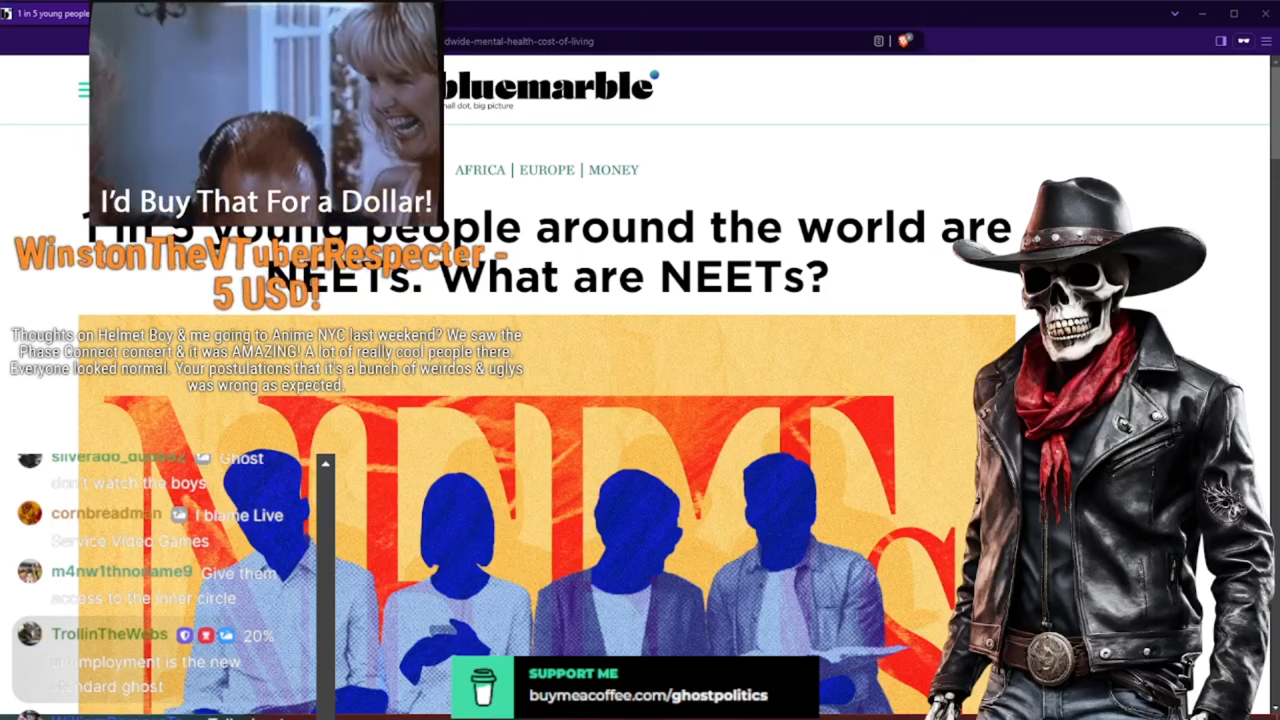 1 in 5 young people
dwide-mental-health-cost-of-living
bluemarble
all dot, big picture
AFRICA | EUROPE | MONEY
I'd Buy That For a Dollar!
1 in 5 young people around the world are
NEETs. What are NEETs?
WinstonTheVTuberRespecter -
5 USD!
Thoughts on Helmet Boy & me going to Anime NYC last weekend? We saw the
Phase Connect concert & it was AMAZING! A lot of really cool people there.
Everyone looked normal. Your postulations that it's a bunch of weirdos & uglys
was wrong as expected.
NEETs
Ghost
don't watch the boys
cornbreadman I blame Live
Service Video Games
m4nw1thnoname9 Give them
access to the inner circle
TrollinTheWebs 20%
unemployment is the new
standard ghost
SUPPORT ME
buymeacoffee.com/ghostpolitics